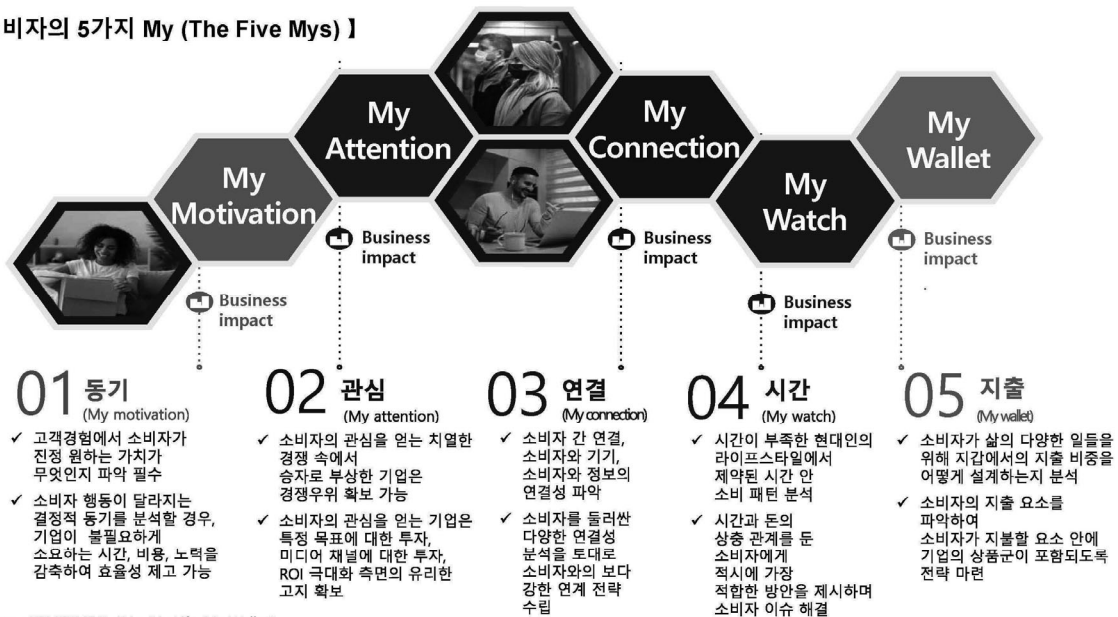 비자의 5가지 My (The Five Mys) 】
My
Motivation
My
Attention
My
Connection
My
Watch
My
Wallet
Business
impact
Business
impact
Business
impact
Business
impact
Business
impact
01 동기
(My motivation)
✓ 고객경험에서 소비자가
진정 원하는 가치가
무엇인지 파악 필수
✓ 소비자 행동이 달라지는
결정적 동기를 분석할 경우,
기업이 불필요하게
소요하는 시간, 비용, 노력을
감축하여 효율성 제고 가능
02 관심
(My attention)
✓ 소비자의 관심을 얻는 치열한
경쟁 속에서
승자로 부상한 기업은
경쟁우위 확보 가능
✓ 소비자의 관심을 얻는 기업은
특정 목표에 대한 투자,
미디어 채널에 대한 투자,
ROI 극대화 측면의 유리한
고지 확보
03 연결
(My connection)
✓ 소비자 간 연결,
소비자와 기기,
소비자와 정보의
연결성 파악
✓ 소비자를 둘러싼
다양한 연결성
분석을 토대로
소비자와의 보다
강한 연계 전략
수립
04 시간
(My watch)
✓ 시간이 부족한 현대인의
라이프스타일에서
제약된 시간 안
소비 패턴 분석
✓ 시간과 돈의
상충 관계를 둔
소비자에게
적시에 가장
적합한 방안을 제시하며
소비자 이슈 해결
05 지출
(My wallet)
✓ 소비자가 삶의 다양한 일들을
위해 지갑에서의 지출 비중을
어떻게 설계하는지 분석
✓ 소비자의 지출 요소를
파악하여
소비자가 지불할 요소 안에
기업의 상품군이 포함되도록
전략 마련